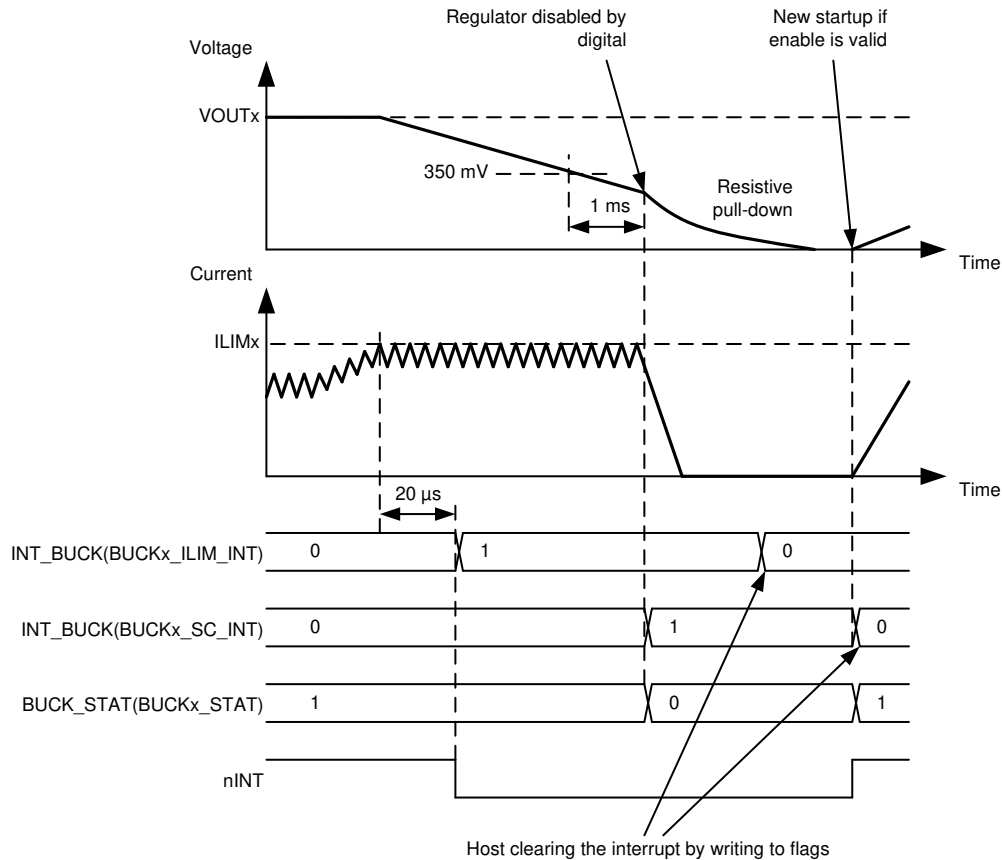 Regulator disabled by
digital
New startup if
enable is valid
Voltage
VOUTx
350 mV
1 ms
Resistive
pull-down
Time
Current
ILIMx
Time
20 µs
INT_BUCK(BUCKx_ILIM_INT)
0
1
0
INT_BUCK(BUCKx_SC_INT)
0
1
0
BUCK_STAT(BUCKx_STAT)
1
0
1
nINT
Host clearing the interrupt by writing to flags